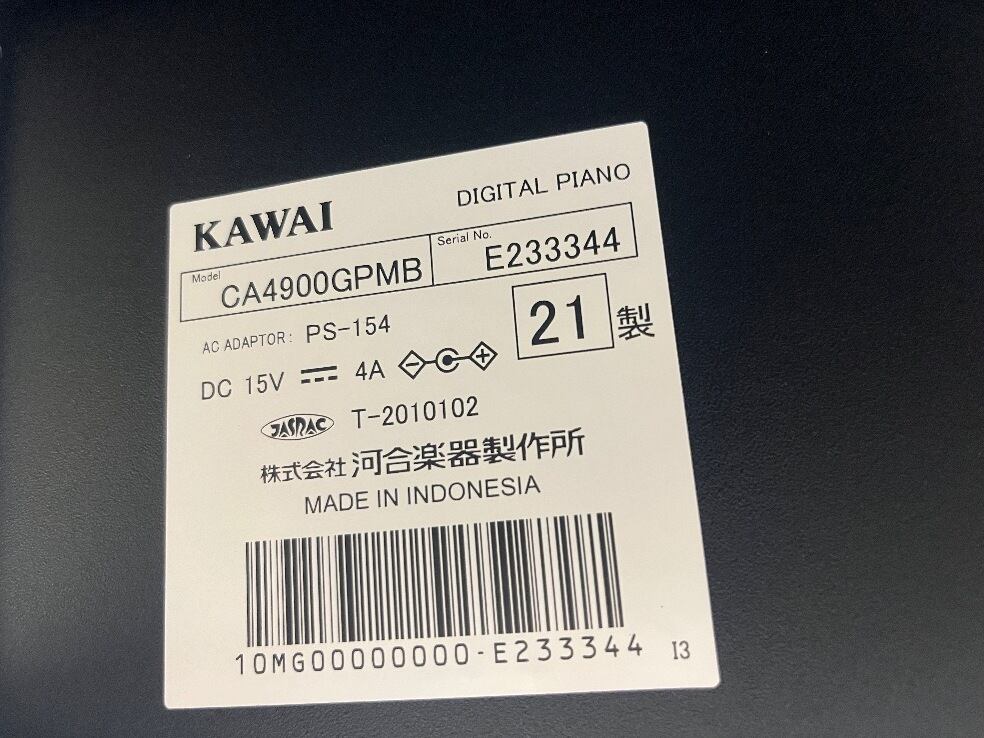 KAWAI DIGITAL PIANO
Model CA4900GPMB Serial No. E233344
AC ADAPTOR: PS-154 21 製
DC 15V 4A
JASRAC T-2010102
株式会社 河合楽器製作所
MADE IN INDONESIA
10MG00000000-E233344 I3